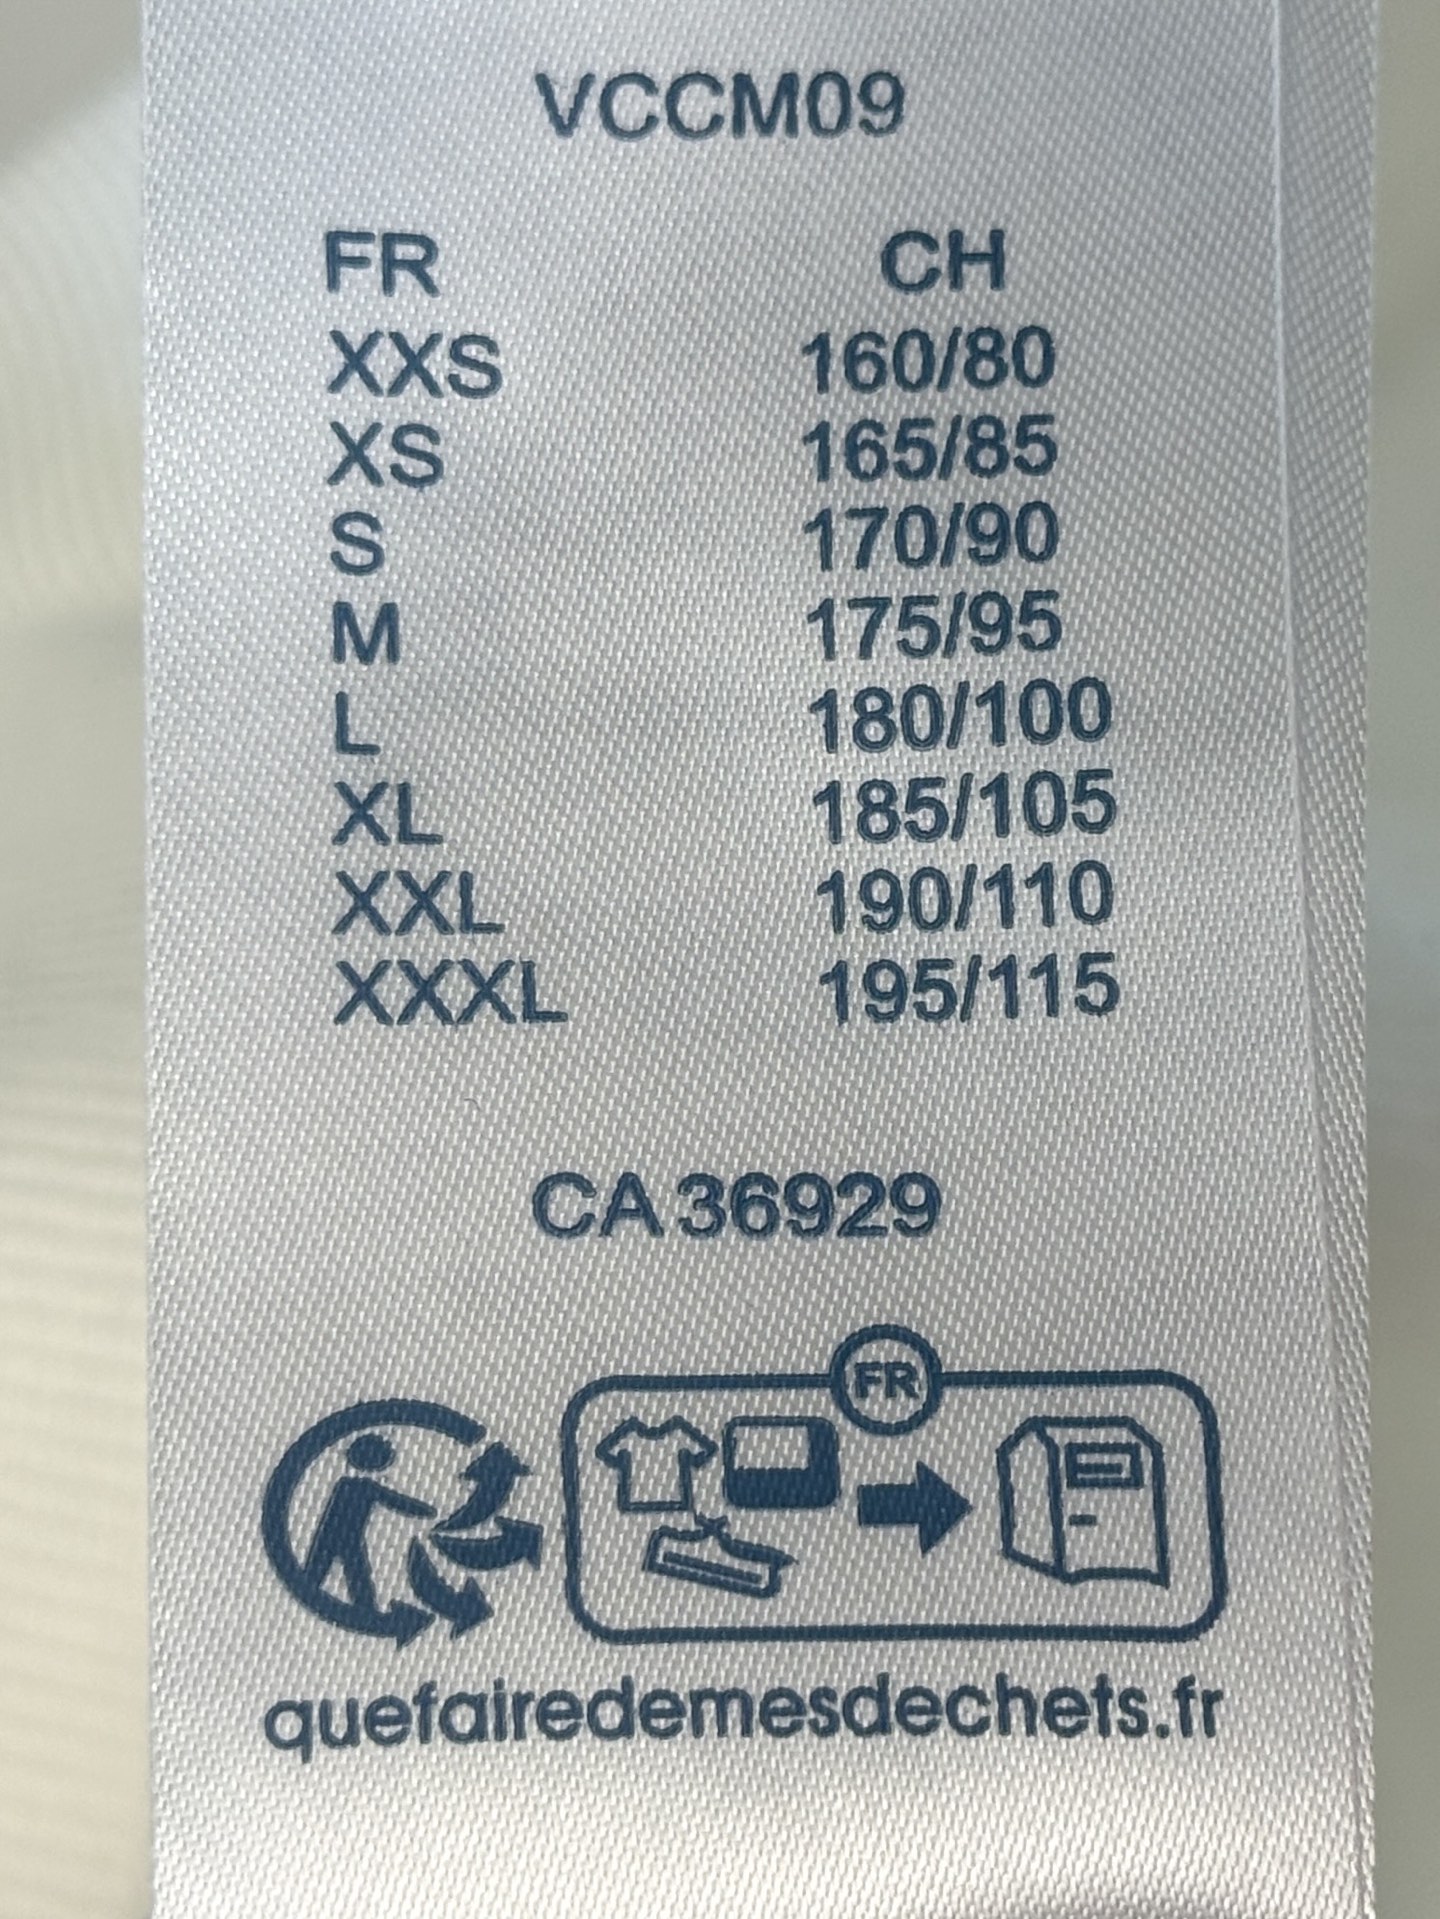 VCCM09
FR CH
XXS 160/80
XS 165/85
S 170/90
M 175/95
L 180/100
XL 185/105
XXL 190/110
XXXL 195/115
CA 36929
FR
quefairedemesdechets.fr